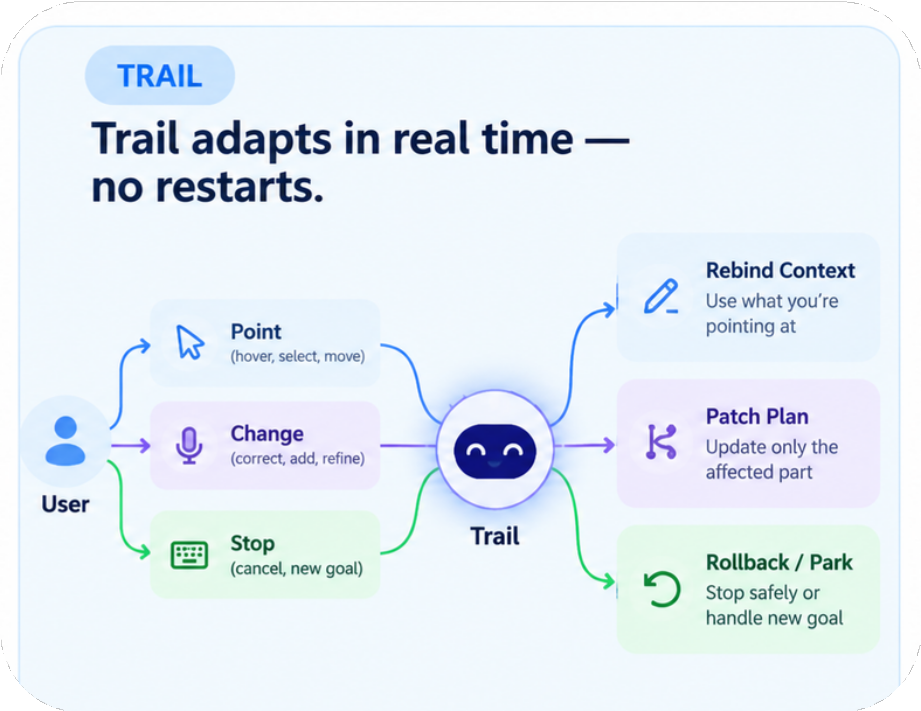 TRAIL
Trail adapts in real time —
no restarts.
Point
(hover, select, move)
Change
(correct, add, refine)
Stop
(cancel, new goal)
User
Trail
Rebind Context
Use what you’re
pointing at
Patch Plan
Update only the
affected part
Rollback / Park
Stop safely or
handle new goal